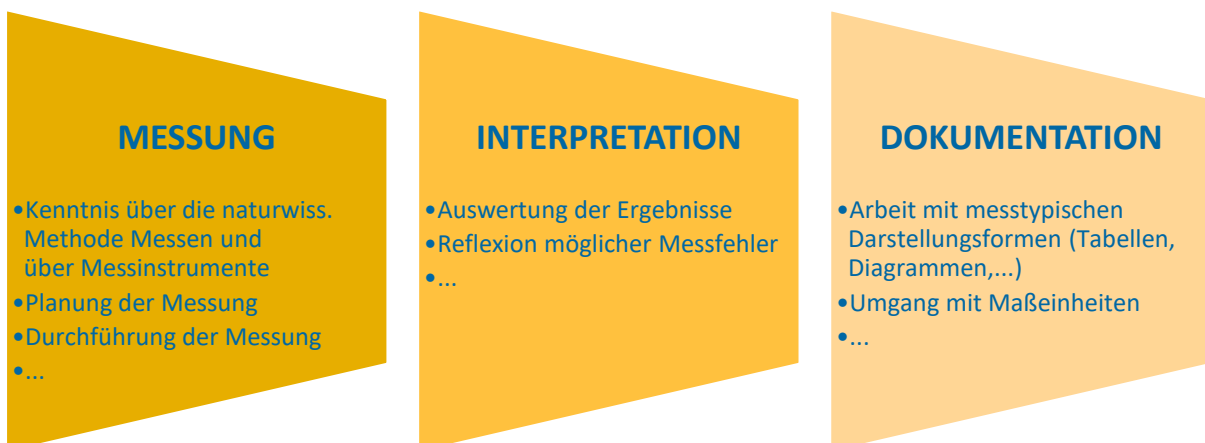 MESSUNG
•Kenntnis über die naturwiss.
Methode Messen und
über Messinstrumente
•Planung der Messung
•Durchführung der Messung
•...
INTERPRETATION
•Auswertung der Ergebnisse
•Reflexion möglicher Messfehler
•...
DOKUMENTATION
•Arbeit mit messtypischen
Darstellungsformen (Tabellen,
Diagrammen,...)
•Umgang mit Maßeinheiten
•...